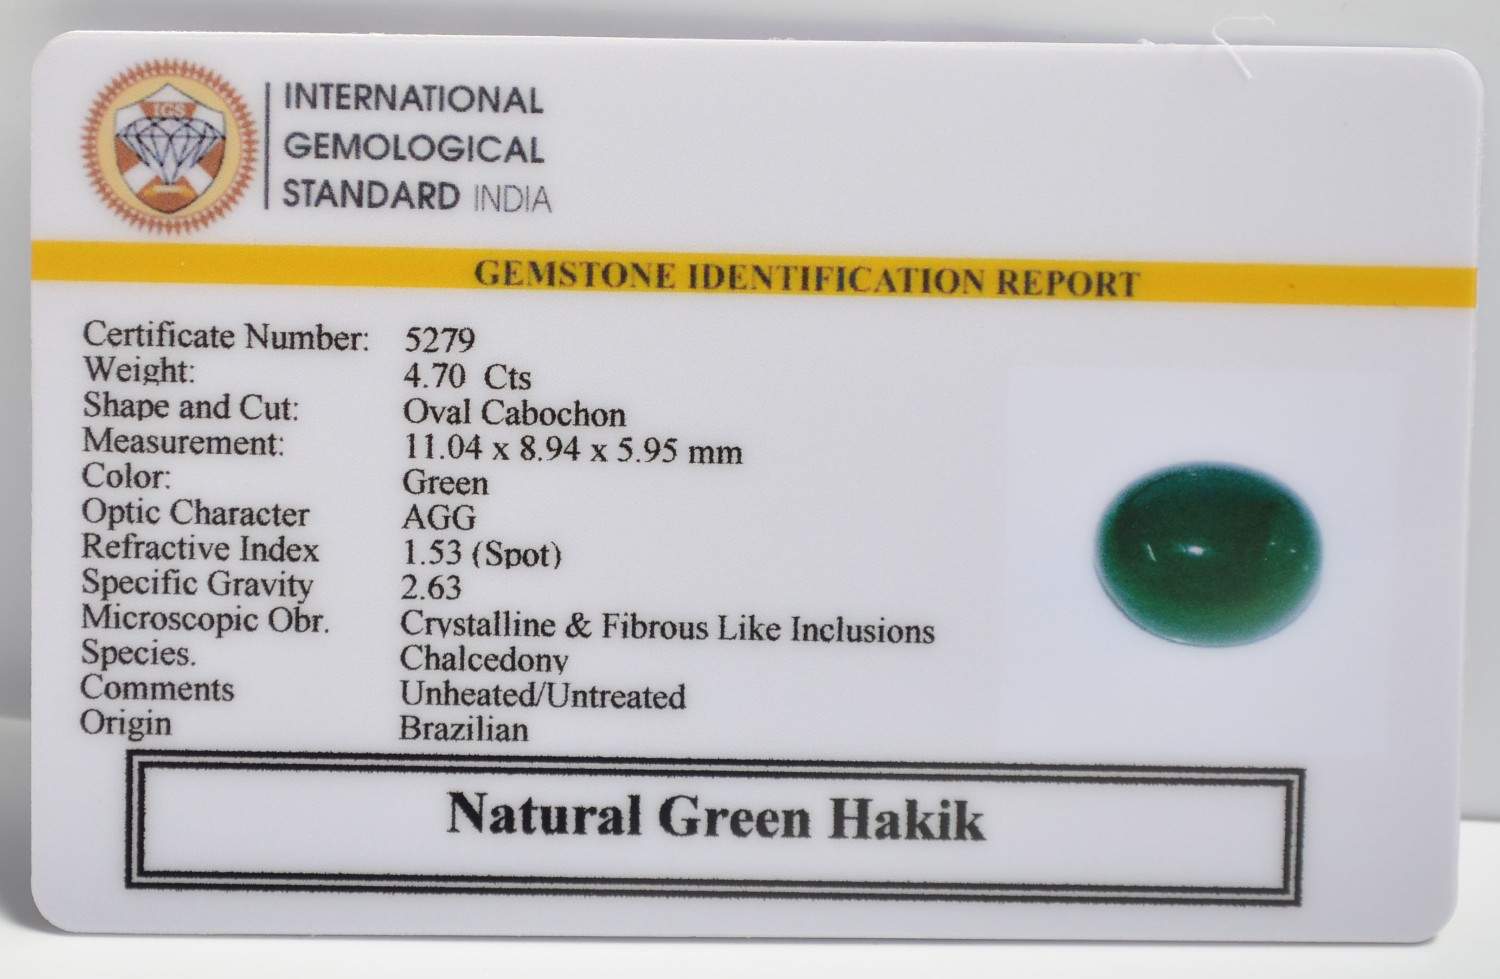 IGS
INTERNATIONAL
GEMOLOGICAL
STANDARD INDIA
GEMSTONE IDENTIFICATION REPORT
Certificate Number: 5279
Weight: 4.70 Cts
Shape and Cut: Oval Cabochon
Measurement: 11.04 x 8.94 x 5.95 mm
Color: Green
Optic Character AGG
Refractive Index 1.53 (Spot)
Specific Gravity 2.63
Microscopic Obr. Crystalline & Fibrous Like Inclusions
Species. Chalcedony
Comments Unheated/Untreated
Origin Brazilian
Natural Green Hakik